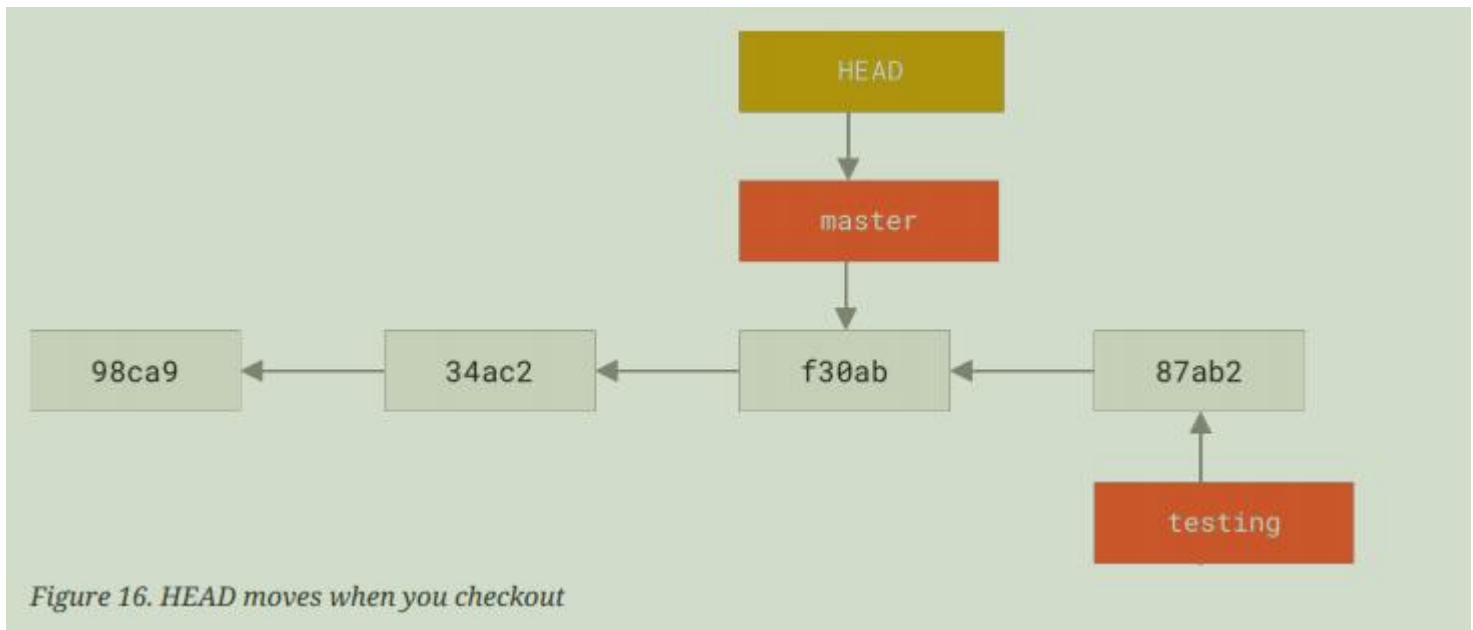 HEAD
master
98ca9
34ac2
f30ab
87ab2
testing
Figure 16. HEAD moves when you checkout